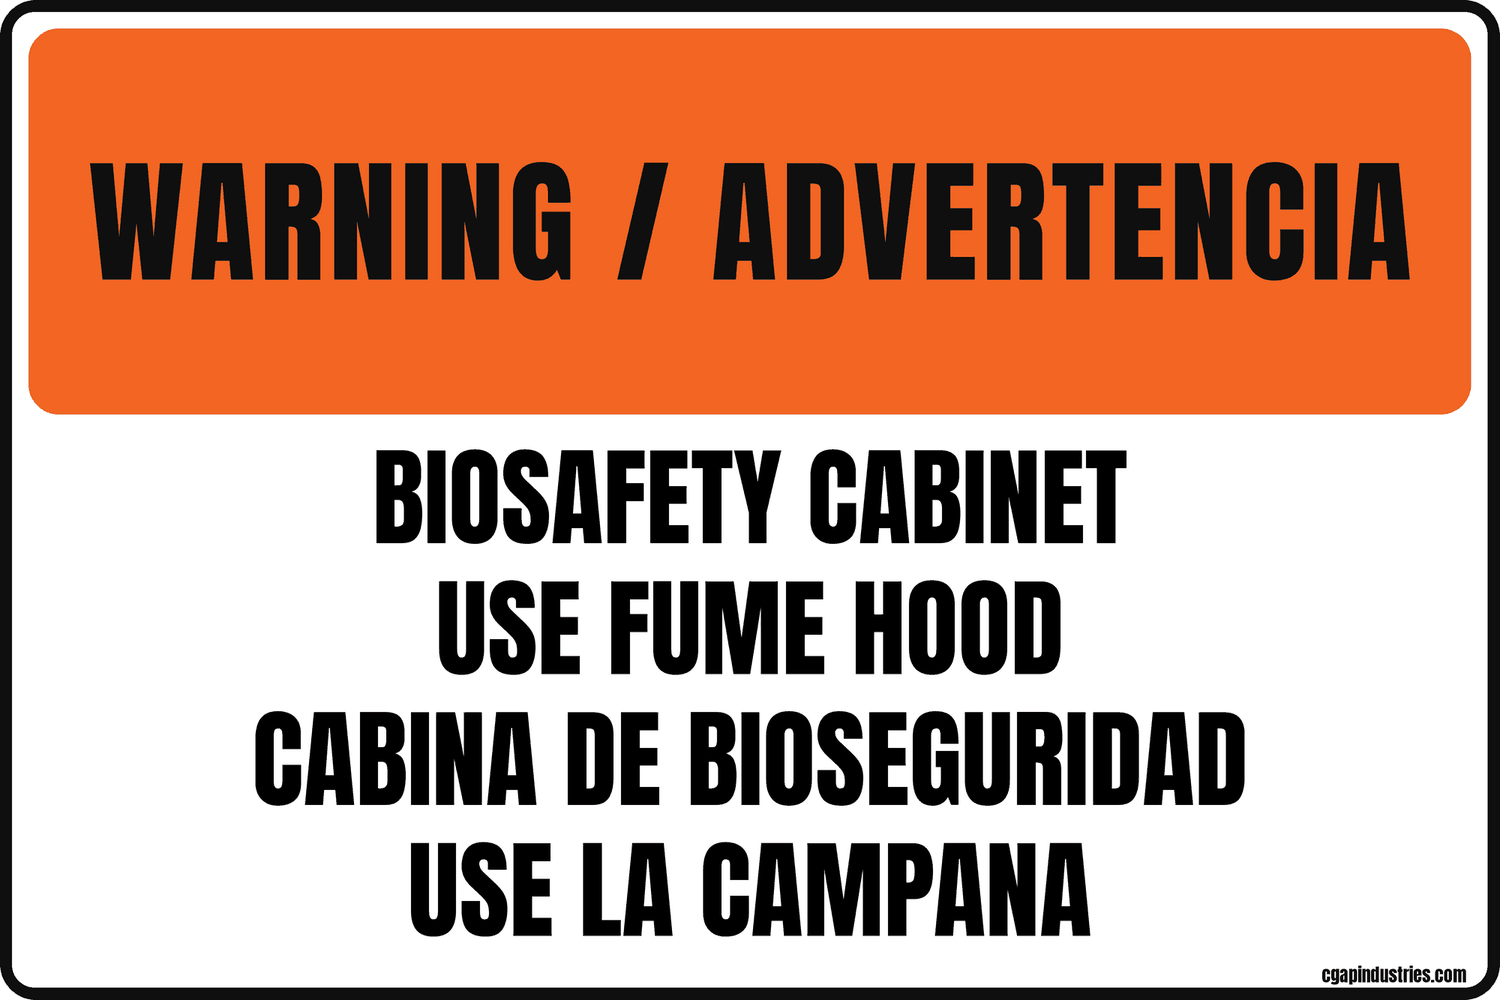 WARNING / ADVERTENCIA
BIOSAFETY CABINET
USE FUME HOOD
CABINA DE BIOSEGURIDAD
USE LA CAMPANA
cgapindustries.com